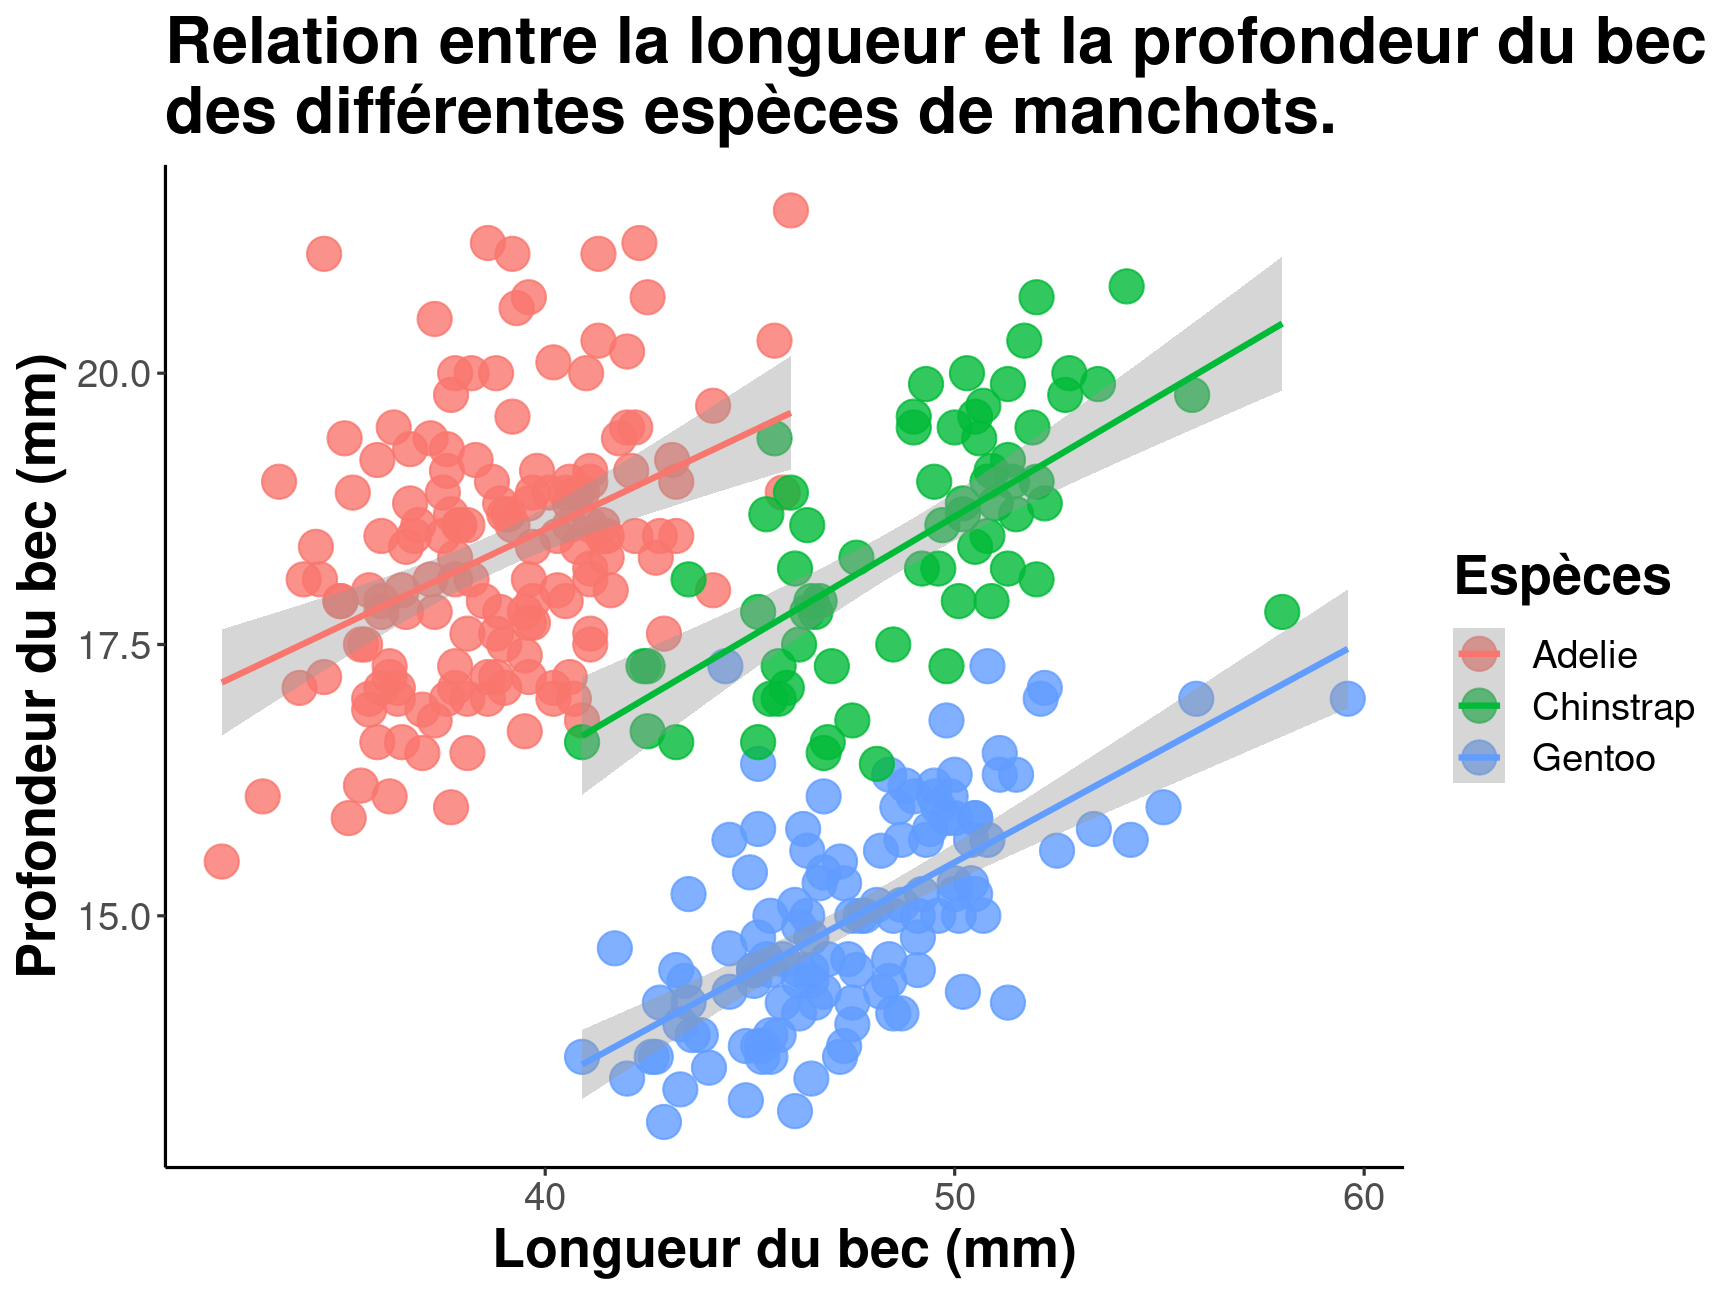 Relation entre la longueur et la profondeur du bec
des différentes espèces de manchots.
Profondeur du bec (mm)
20.0
17.5
15.0
40
50
60
Longueur du bec (mm)
Espèces
Adelie
Chinstrap
Gentoo